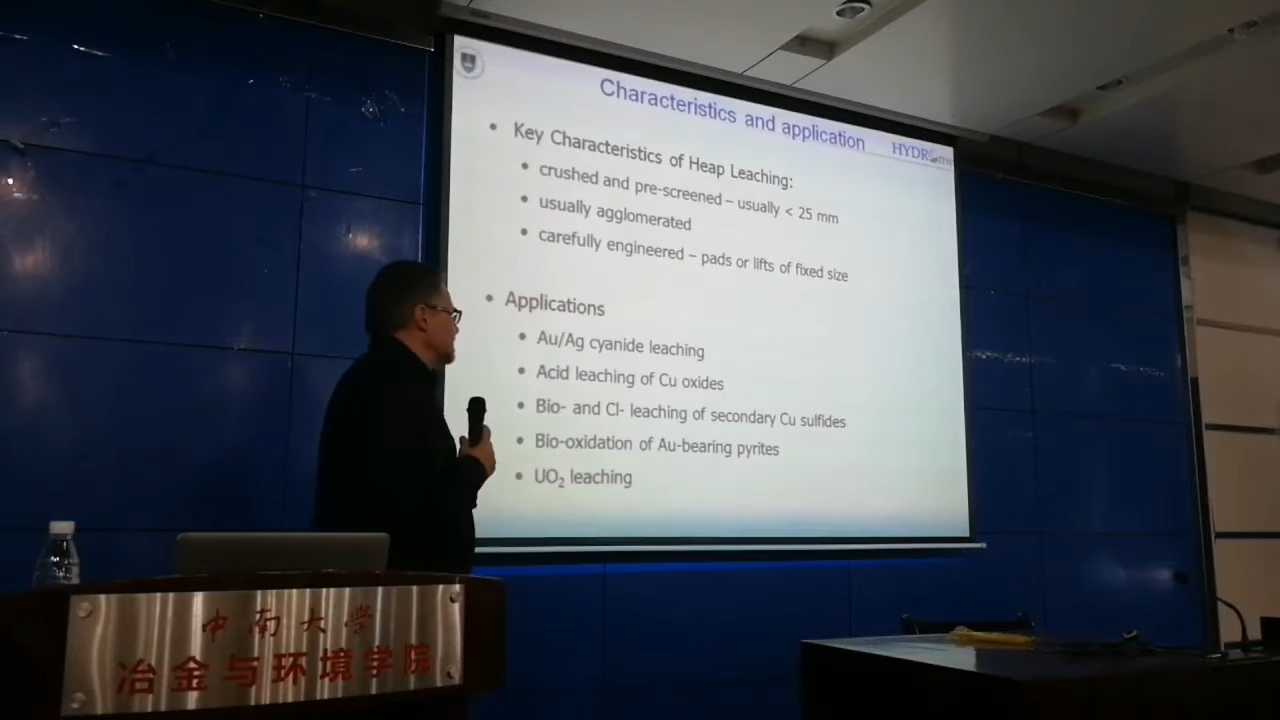 Characteristics and application
HYDROme
• Key Characteristics of Heap Leaching:
• crushed and pre-screened – usually < 25 mm
• usually agglomerated
• carefully engineered – pads or lifts of fixed size
• Applications
• Au/Ag cyanide leaching
• Acid leaching of Cu oxides
• Bio- and Cl- leaching of secondary Cu sulfides
• Bio-oxidation of Au-bearing pyrites
• UO₂ leaching
中南大学
冶金与环境学院